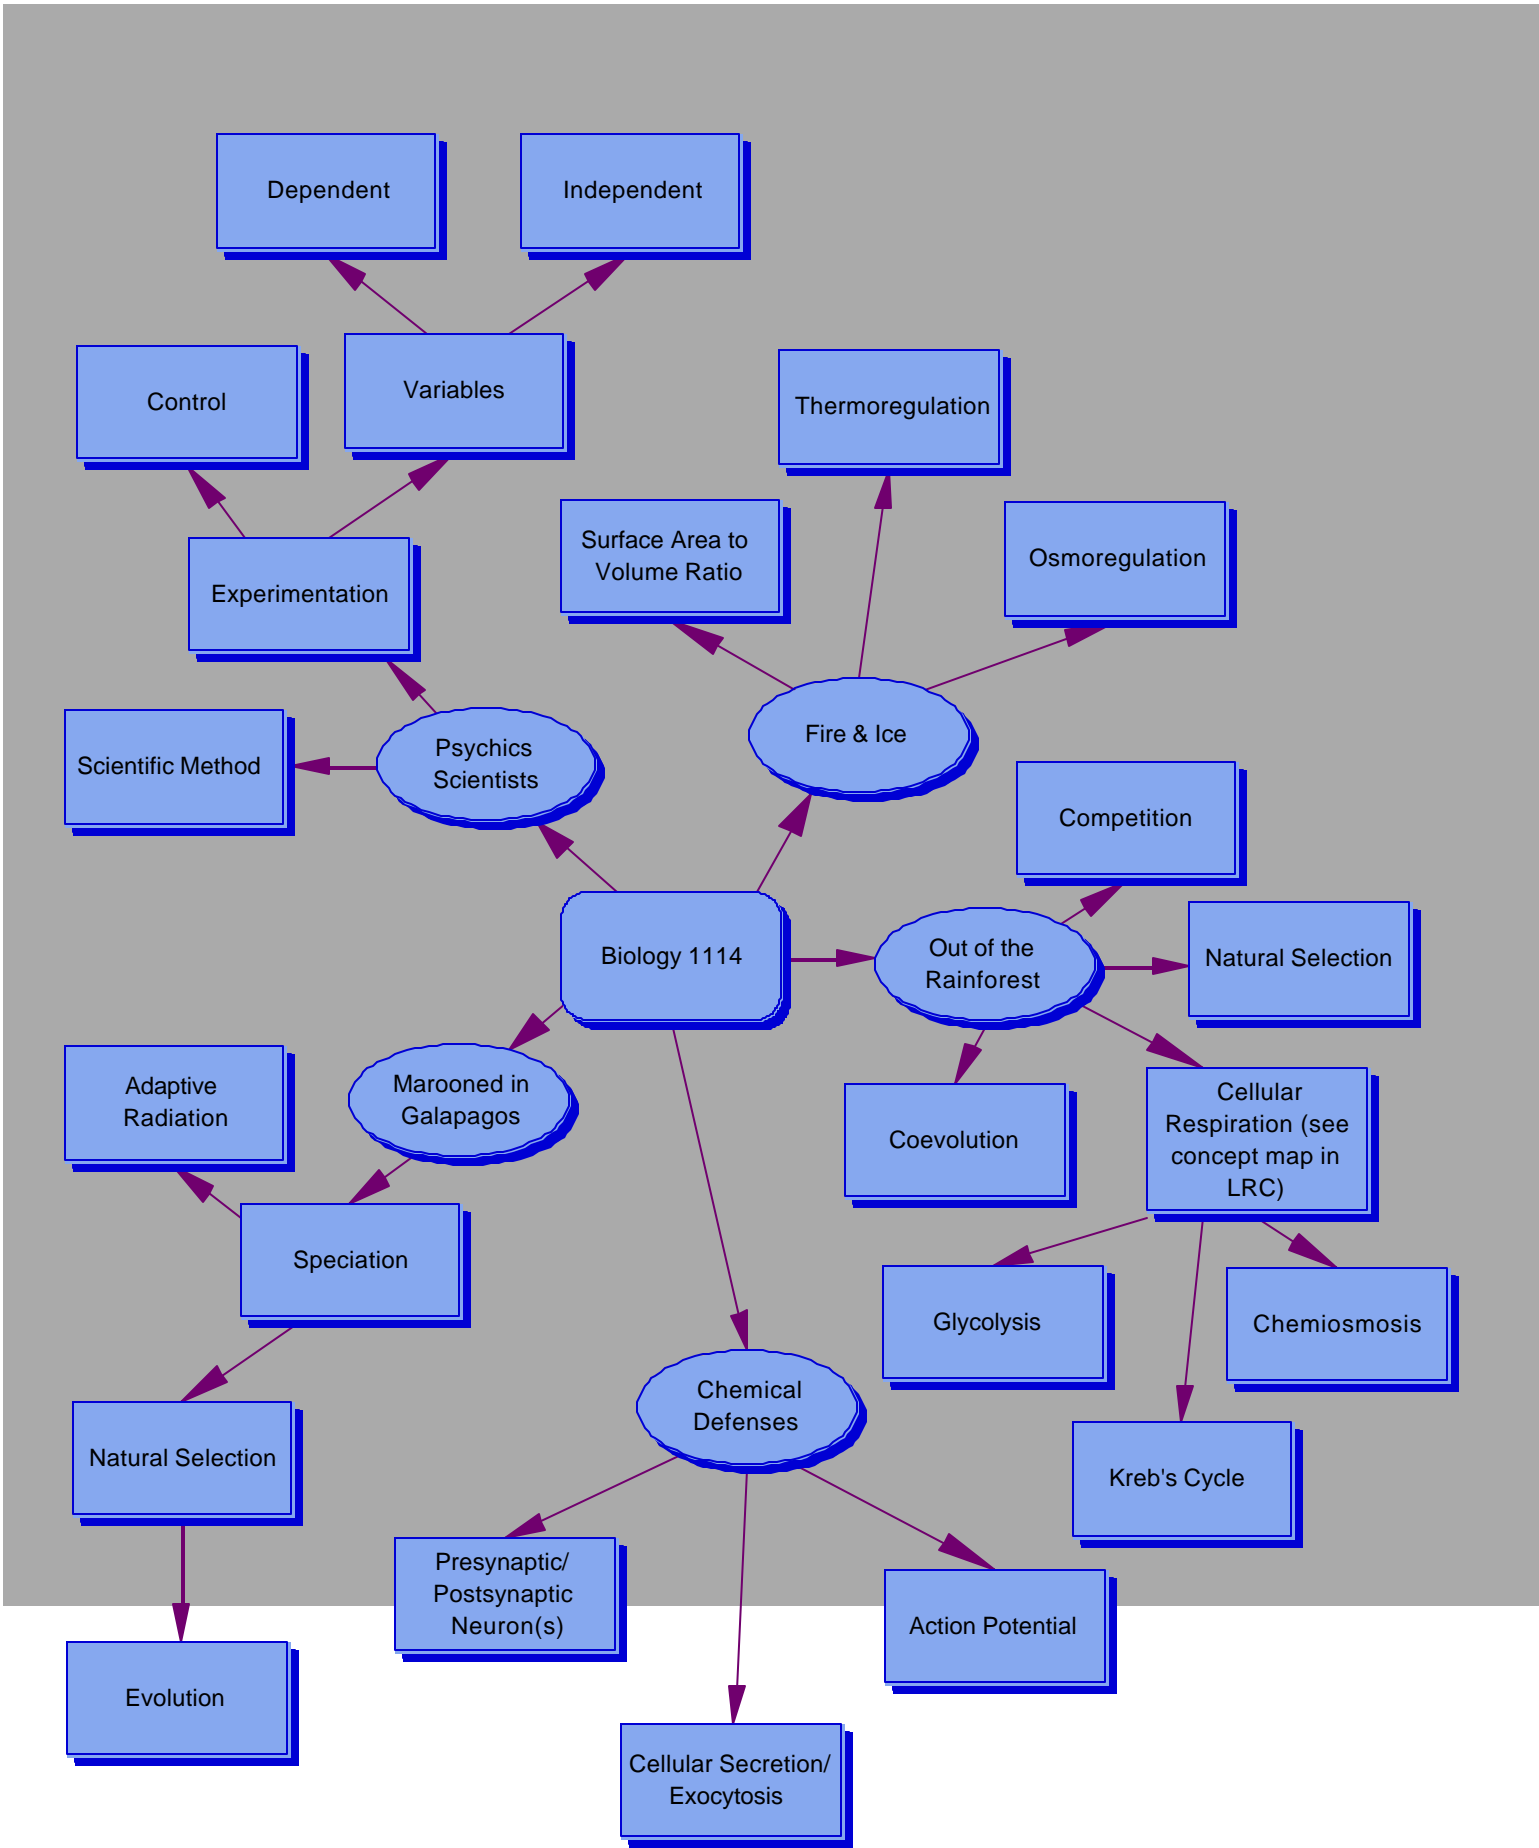 Dependent
Independent
Control
Variables
Thermoregulation
Surface Area to
Volume Ratio
Osmoregulation
Experimentation
Scientific Method
Psychics
Scientists
Fire & Ice
Competition
Biology 1114
Out of the
Rainforest
Natural Selection
Adaptive
Radiation
Marooned in
Galapagos
Coevolution
Cellular
Respiration (see
concept map in
LRC)
Speciation
Glycolysis
Chemiosmosis
Chemical
Defenses
Natural Selection
Kreb's Cycle
Presynaptic/
Postsynaptic
Neuron(s)
Action Potential
Evolution
Cellular Secretion/
Exocytosis